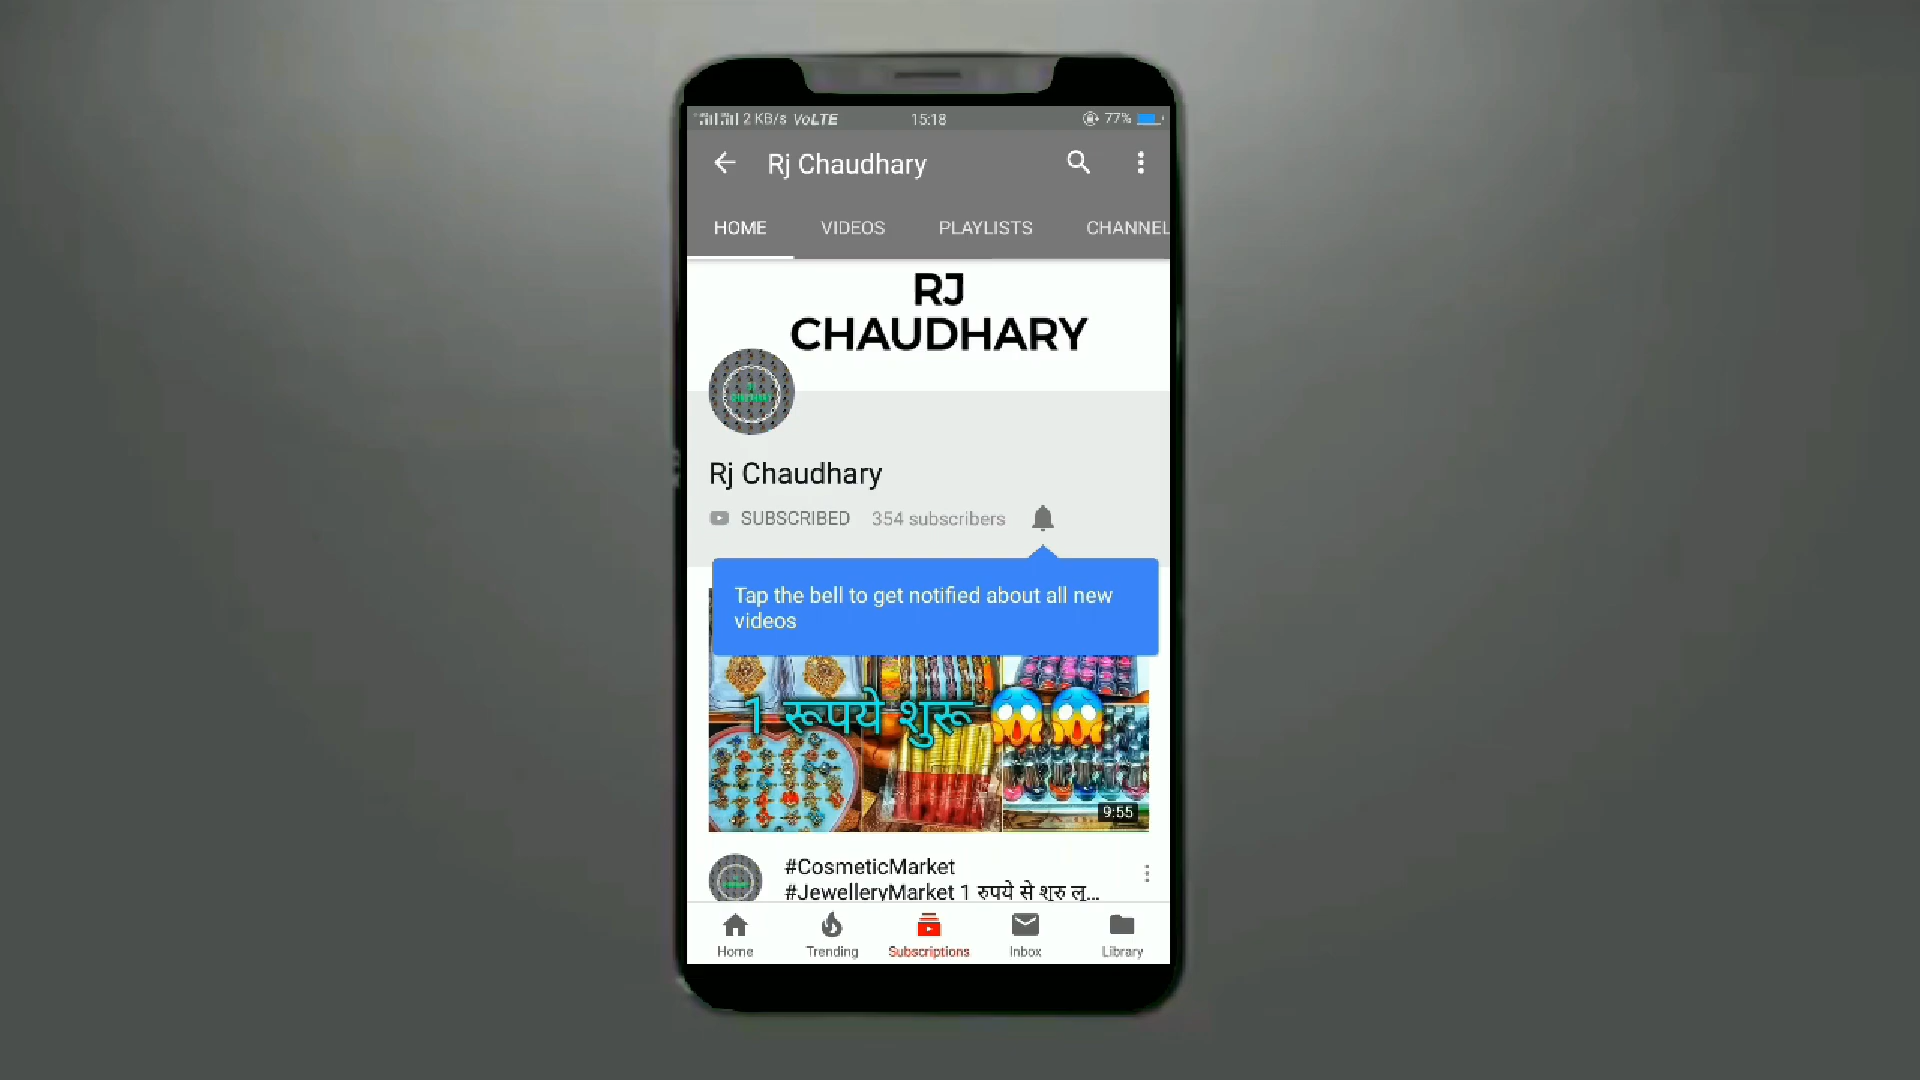 2 KB/s VoLTE 15:18 77%
Rj Chaudhary
HOME VIDEOS PLAYLISTS CHANNEL
RJ
CHAUDHARY
Rj Chaudhary
SUBSCRIBED 354 subscribers
Tap the bell to get notified about all new
videos
1 रूपये शुरू
9:55
#CosmeticMarket
#JewelleryMarket 1 रुपये से शुरु लू...
Home Trending Subscriptions Inbox Library